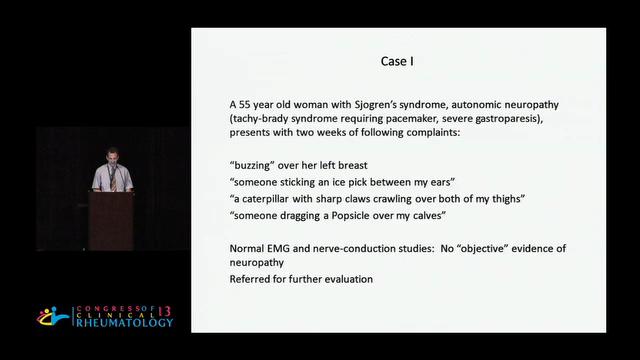 Case I
A 55 year old woman with Sjogren's syndrome, autonomic neuropathy
(tachy-brady syndrome requiring pacemaker, severe gastroparesis),
presents with two weeks of following complaints:
“buzzing” over her left breast
“someone sticking an ice pick between my ears”
“a caterpillar with sharp claws crawling over both of my thighs”
“someone dragging a Popsicle over my calves”
Normal EMG and nerve-conduction studies: No “objective” evidence of
neuropathy
Referred for further evaluation
CONGRESS OF 13
CLINICAL
RHEUMATOLOGY